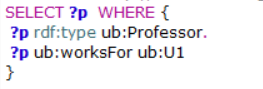 SELECT ?p WHERE {
?p rdf:type ub:Professor.
?p ub:worksFor ub:U1
}